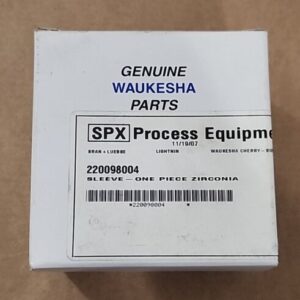 GENUINE
WAUKESHA
PARTS
SPX Process Equipme
11/19/07
BRAN + LUEBBE LIGHTNIN WAUKESHA CHERRY-BU
220098004
SLEEVE - ONE PIECE ZIRCONIA
*220098004 *